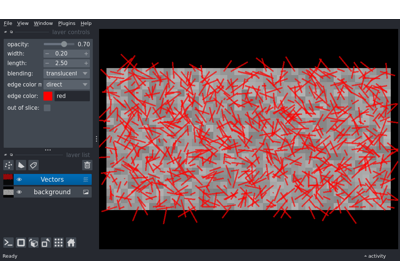 File View Window Plugins Help
layer controls
opacity: 0.70
width: 0.20
length: 2.50
blending: translucent
edge color m direct
edge color: red
out of slice:
layer list
Vectors
background
Ready
activity